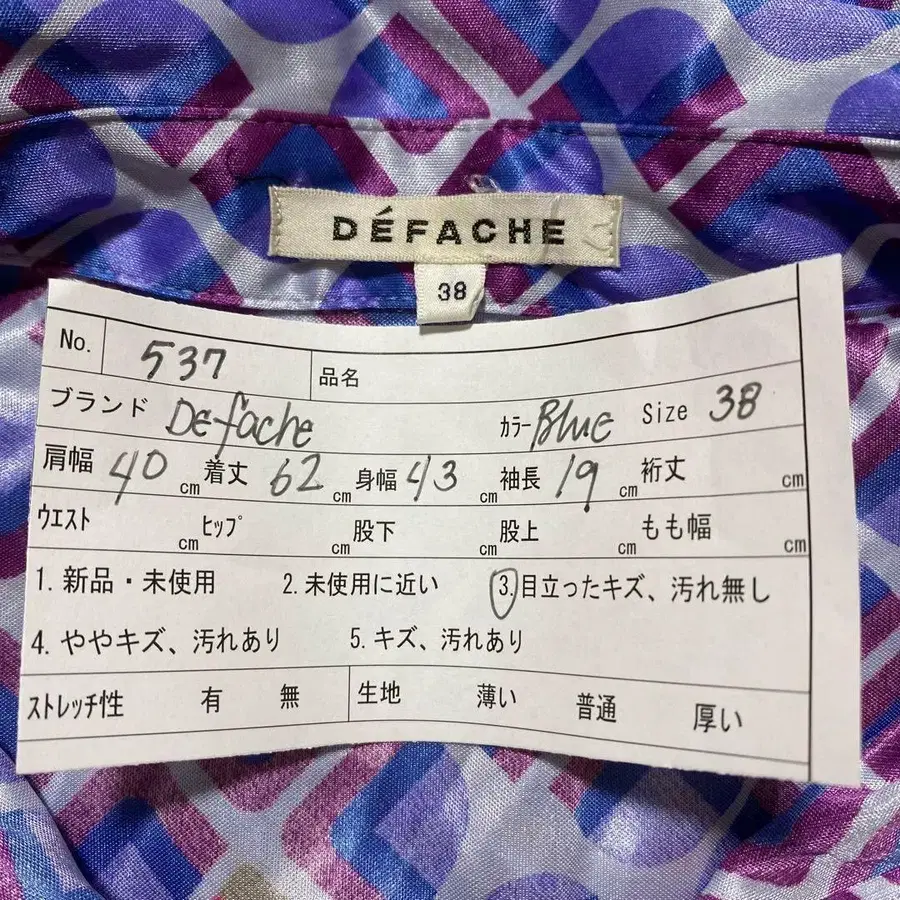 DÉFACHE
38
No. 537 品名
ブランド Defache カラー Blue Size 38
肩幅 40 cm 着丈 62 cm 身幅 43 cm 袖長 19 cm 裄丈 cm
ウエスト cm ヒップ cm 股下 cm 股上 cm もも幅 cm
1. 新品・未使用 2. 未使用に近い 3. 目立ったキズ、汚れ無し
4. ややキズ、汚れあり 5. キズ、汚れあり
ストレッチ性 有 無 生地 薄い 普通 厚い